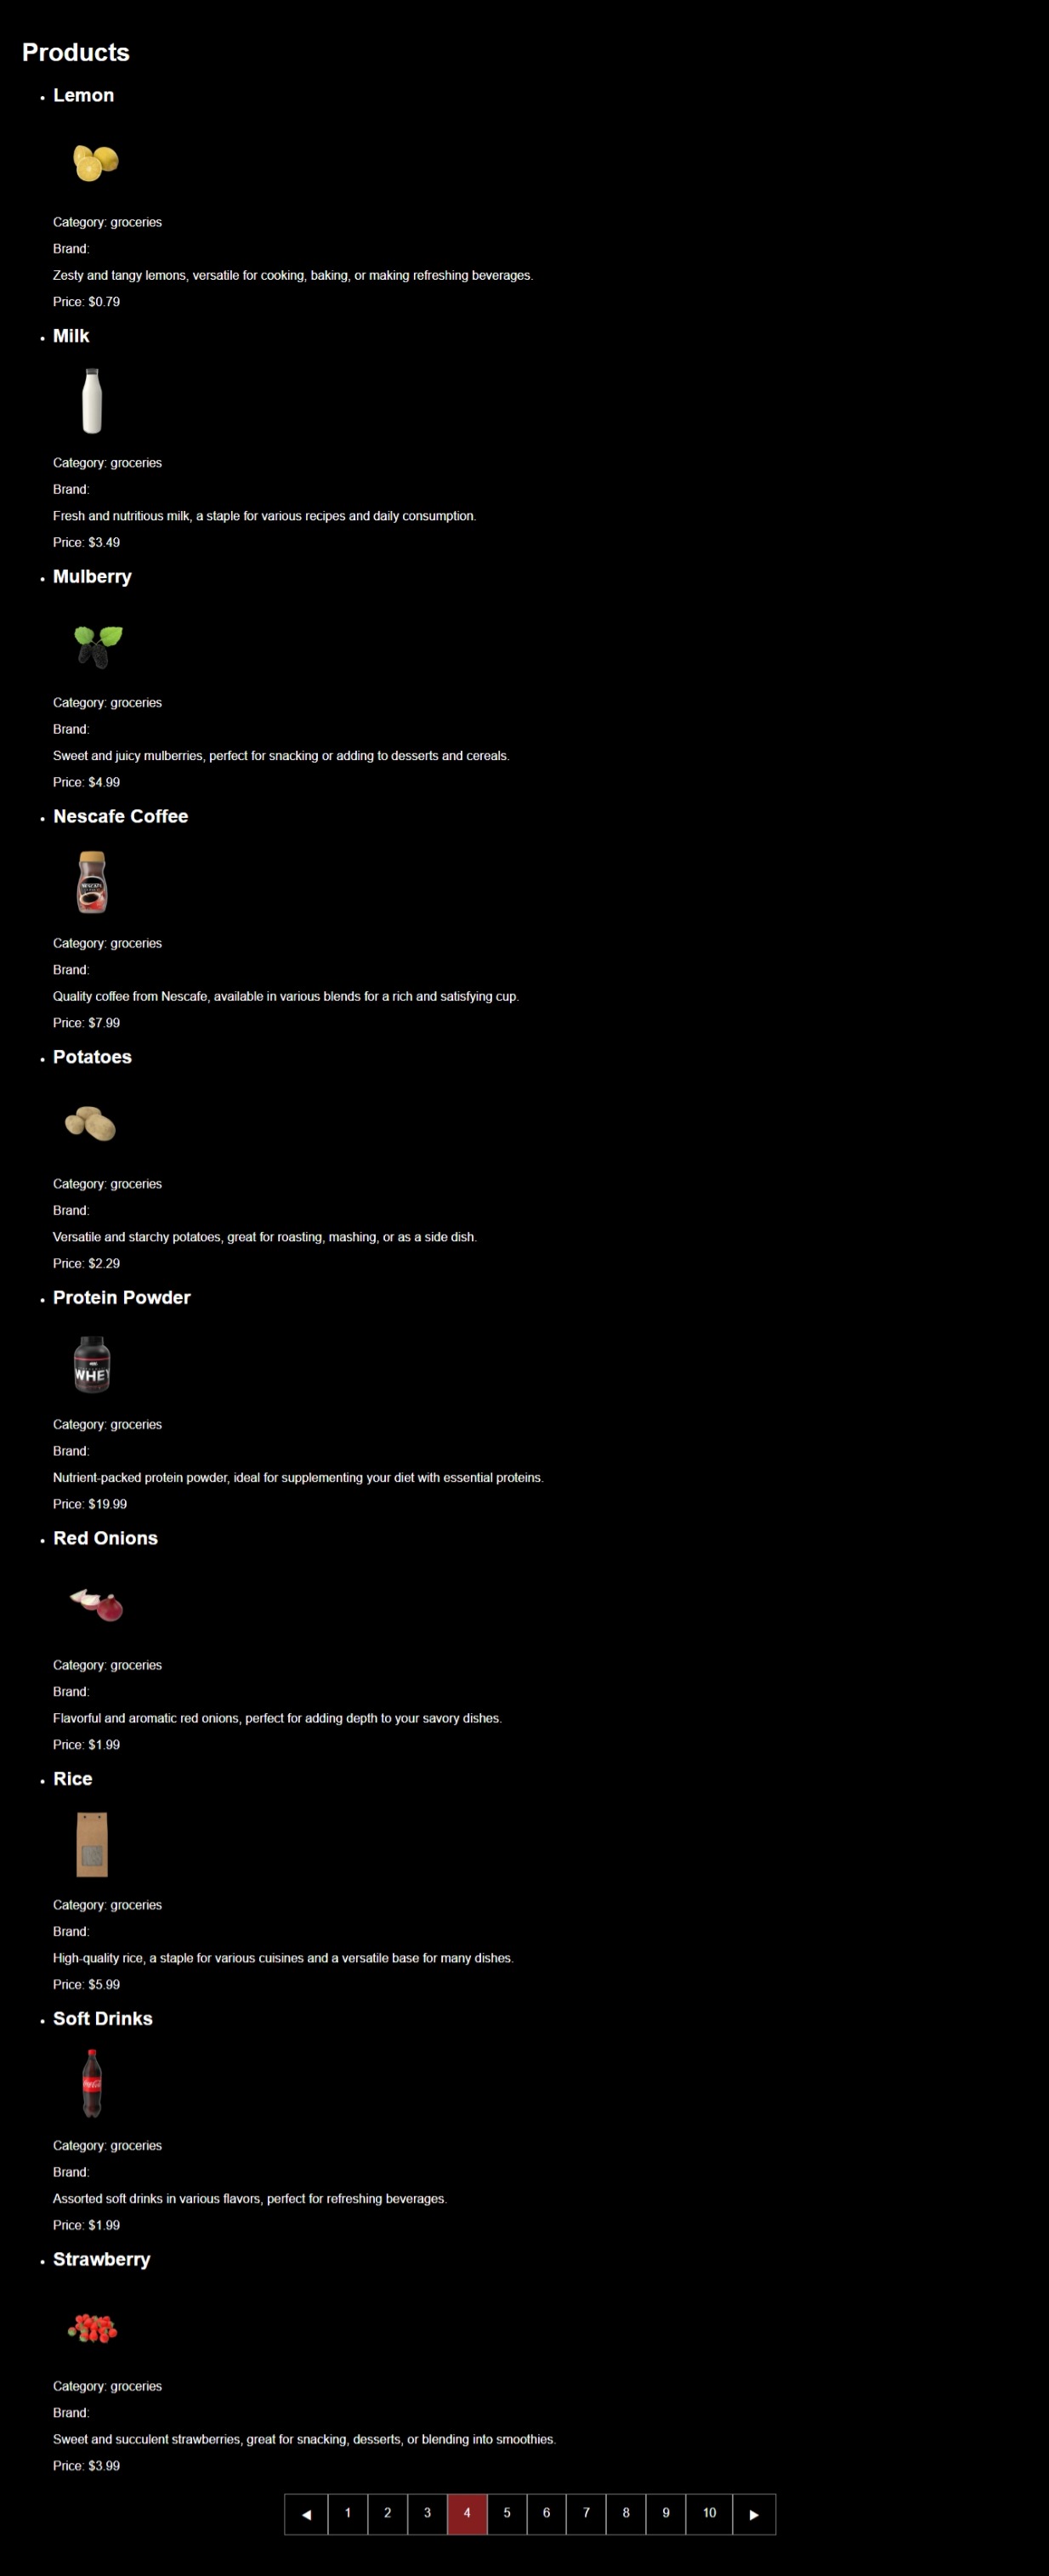 Products
Lemon
Category: groceries
Brand:
Zesty and tangy lemons, versatile for cooking, baking, or making refreshing beverages.
Price: $0.79
Milk
Category: groceries
Brand:
Fresh and nutritious milk, a staple for various recipes and daily consumption.
Price: $3.49
Mulberry
Category: groceries
Brand:
Sweet and juicy mulberries, perfect for snacking or adding to desserts and cereals.
Price: $4.99
Nescafe Coffee
NESCAFE
Category: groceries
Brand:
Quality coffee from Nescafe, available in various blends for a rich and satisfying cup.
Price: $7.99
Potatoes
Category: groceries
Brand:
Versatile and starchy potatoes, great for roasting, mashing, or as a side dish.
Price: $2.29
Protein Powder
WHEY
Category: groceries
Brand:
Nutrient-packed protein powder, ideal for supplementing your diet with essential proteins.
Price: $19.99
Red Onions
Category: groceries
Brand:
Flavorful and aromatic red onions, perfect for adding depth to your savory dishes.
Price: $1.99
Rice
Category: groceries
Brand:
High-quality rice, a staple for various cuisines and a versatile base for many dishes.
Price: $5.99
Soft Drinks
Category: groceries
Brand:
Assorted soft drinks in various flavors, perfect for refreshing beverages.
Price: $1.99
Strawberry
Category: groceries
Brand:
Sweet and succulent strawberries, great for snacking, desserts, or blending into smoothies.
Price: $3.99
◀ 1 2 3 4 5 6 7 8 9 10 ▶